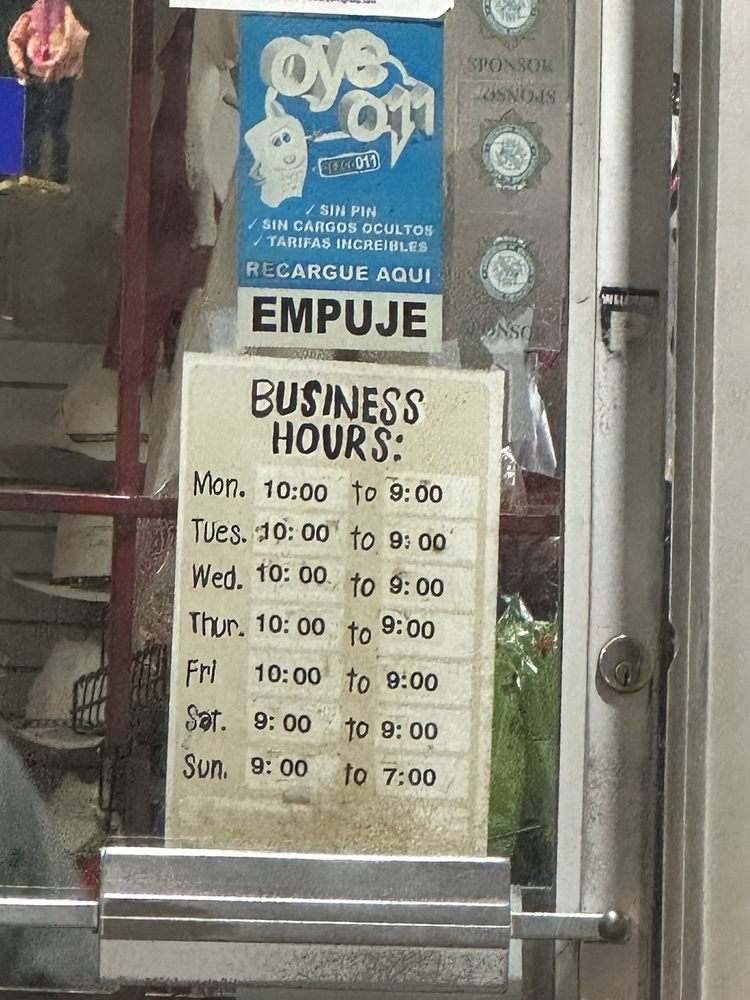 oye
011
011
✓ SIN PIN
✓ SIN CARGOS OCULTOS
✓ TARIFAS INCREIBLES
RECARGUE AQUI
EMPUJE
SPONSOR
SPONSOR
BUSINESS
HOURS:
Mon. 10:00 to 9:00
Tues. 10:00 to 9:00
Wed. 10:00 to 9:00
Thur. 10:00 to 9:00
Fri 10:00 to 9:00
Sat. 9:00 to 9:00
Sun. 9:00 to 7:00